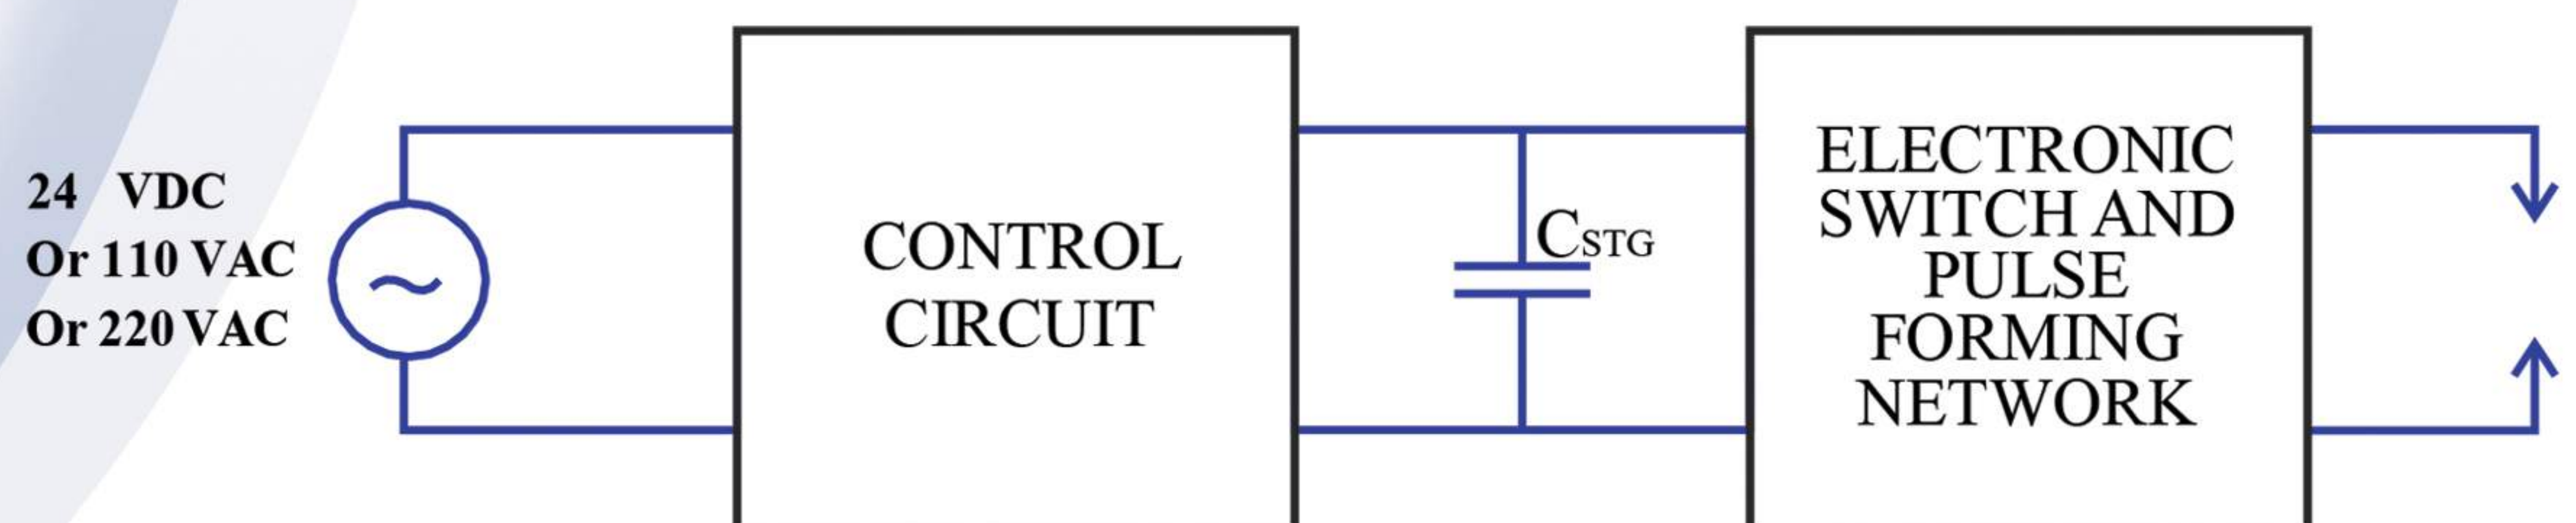 24 VDC
Or 110 VAC
Or 220 VAC
CONTROL
CIRCUIT
CSTG
ELECTRONIC
SWITCH AND
PULSE
FORMING
NETWORK